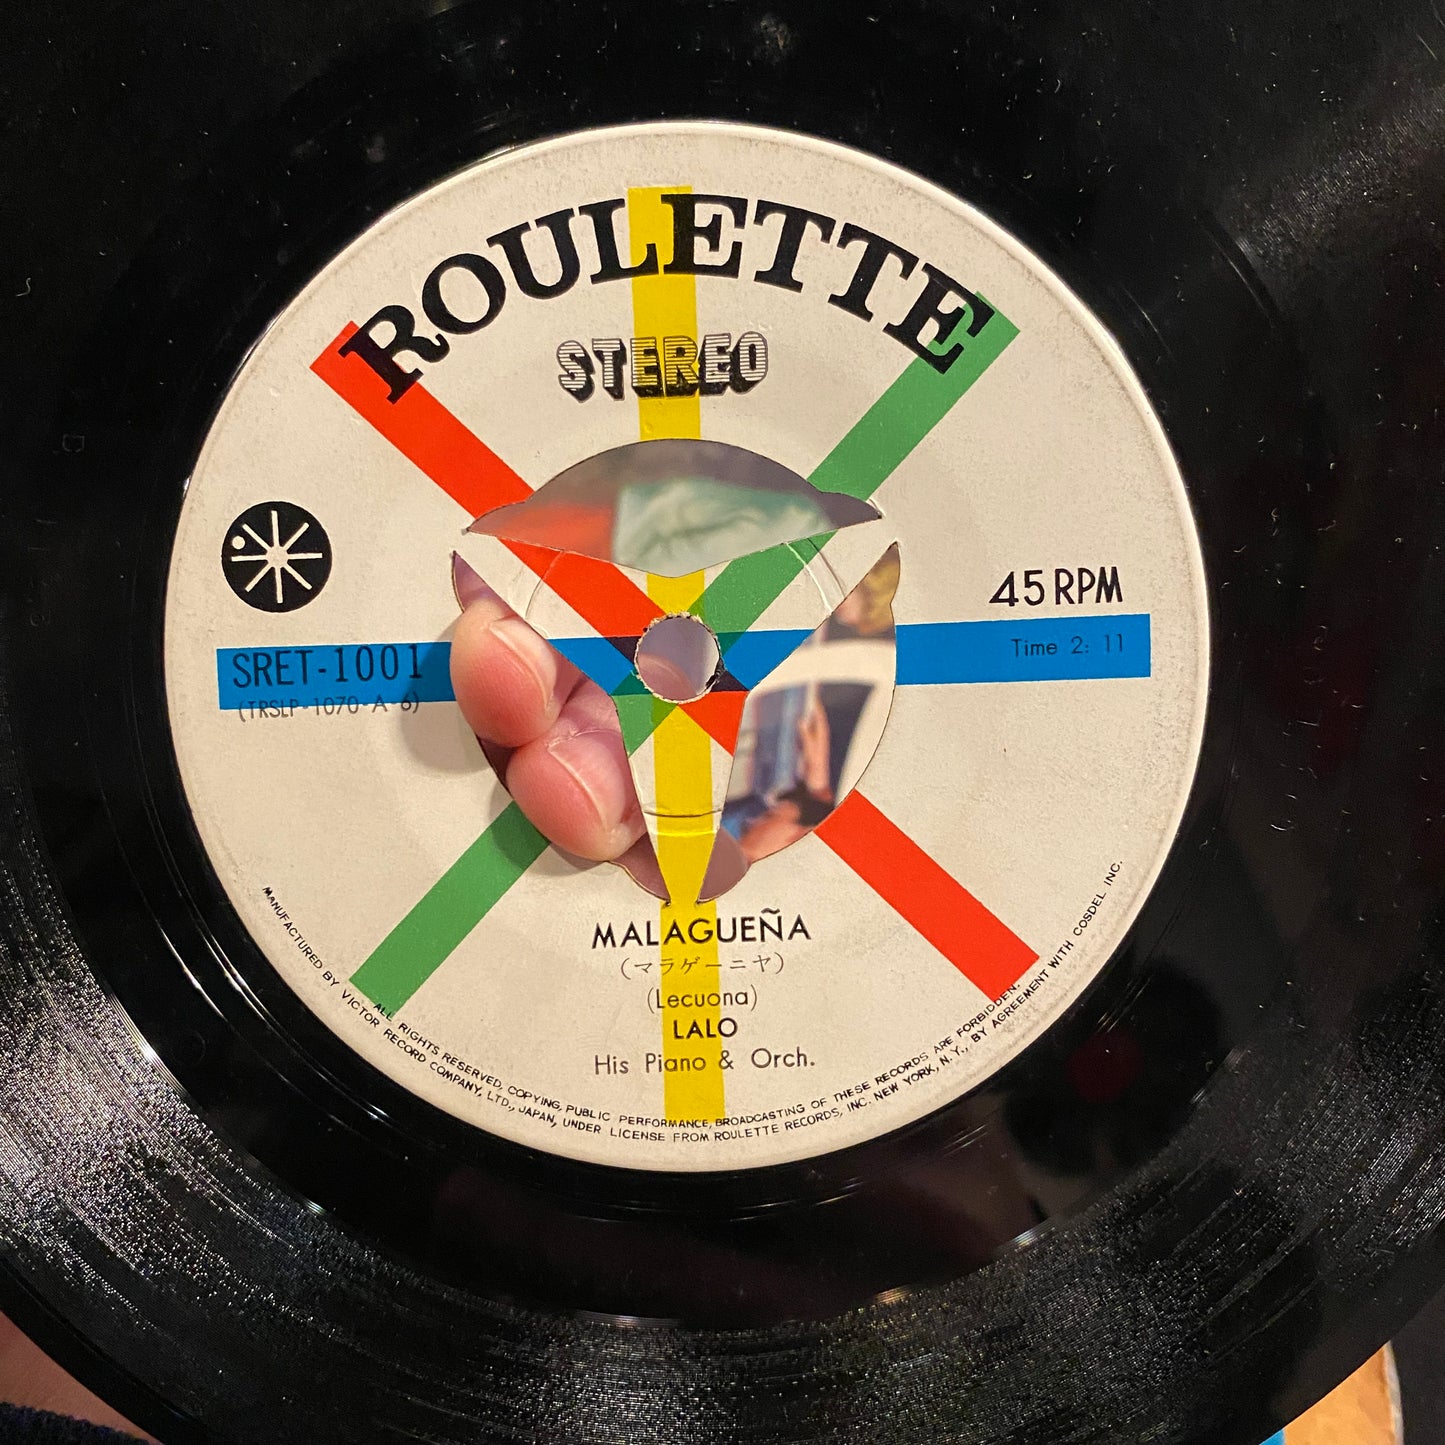 ROULETTE
STEREO
45 RPM
Time 2: 11
SRET-1001
(TRSLP-1070-A-6)
MALAGUEÑA
(マラゲーニヤ)
(Lecuona)
LALO
His Piano & Orch.
ALL RIGHTS RESERVED, COPYING, PUBLIC PERFORMANCE, BROADCASTING OF THESE RECORDS ARE FORBIDDEN.
MANUFACTURED BY VICTOR RECORD COMPANY, LTD., JAPAN, UNDER LICENSE FROM ROULETTE RECORDS, INC. NEW YORK, N.Y., BY AGREEMENT WITH COSDEL INC.